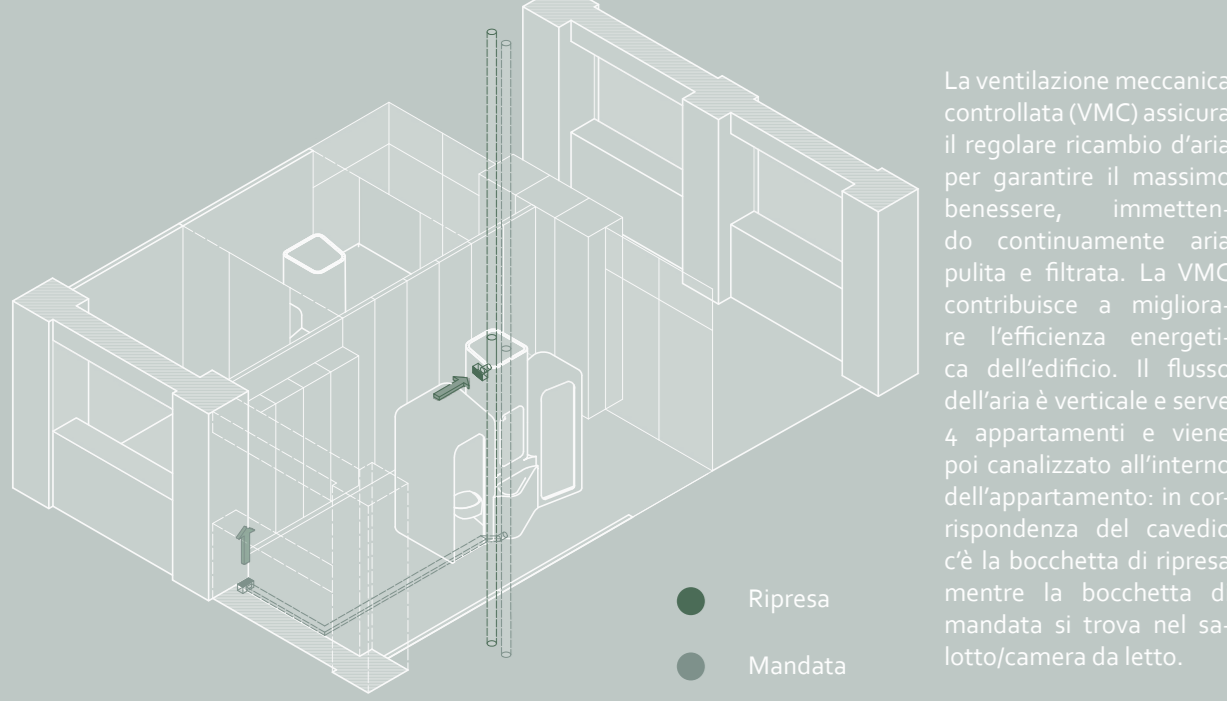 La ventilazione meccanica
controllata (VMC) assicura
il regolare ricambio d'aria
per garantire il massimo
benessere, immetten-
do continuamente aria
pulita e filtrata. La VMC
contribuisce a migliora-
re l'efficienza energeti-
ca dell'edificio. Il flusso
dell'aria è verticale e serve
4 appartamenti e viene
poi canalizzato all'interno
dell'appartamento: in cor-
rispondenza del cavedio
c'è la bocchetta di ripresa
mentre la bocchetta di
mandata si trova nel sa-
lotto/camera da letto.
Ripresa
Mandata